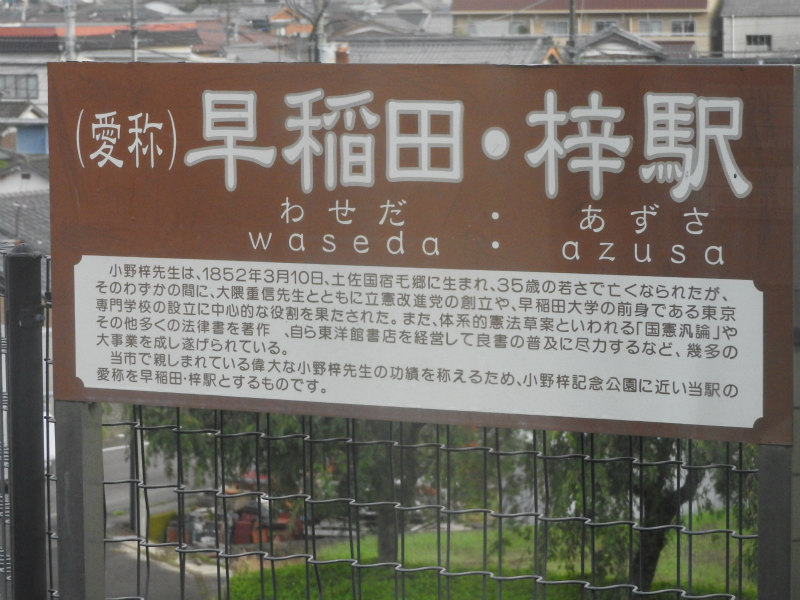 (愛称)早稲田・梓駅
わせだ・あずさ
waseda・azusa
小野梓先生は、1852年3月10日、土佐国宿毛郷に生まれ、35歳の若さで亡くなられたが、
そのわずかの間に、大隈重信先生とともに立憲改進党の創立や、早稲田大学の前身である東京
専門学校の設立に中心的な役割を果たされた。また、体系的憲法草案といわれる「国憲汎論」や
その他多くの法律書を著作 、自ら東洋館書店を経営して良書の普及に尽力するなど、幾多の
大事業を成し遂げられている。
当市で親しまれている偉大な小野梓先生の功績を称えるため、小野梓記念公園に近い当駅の
愛称を早稲田・梓駅とするものです。